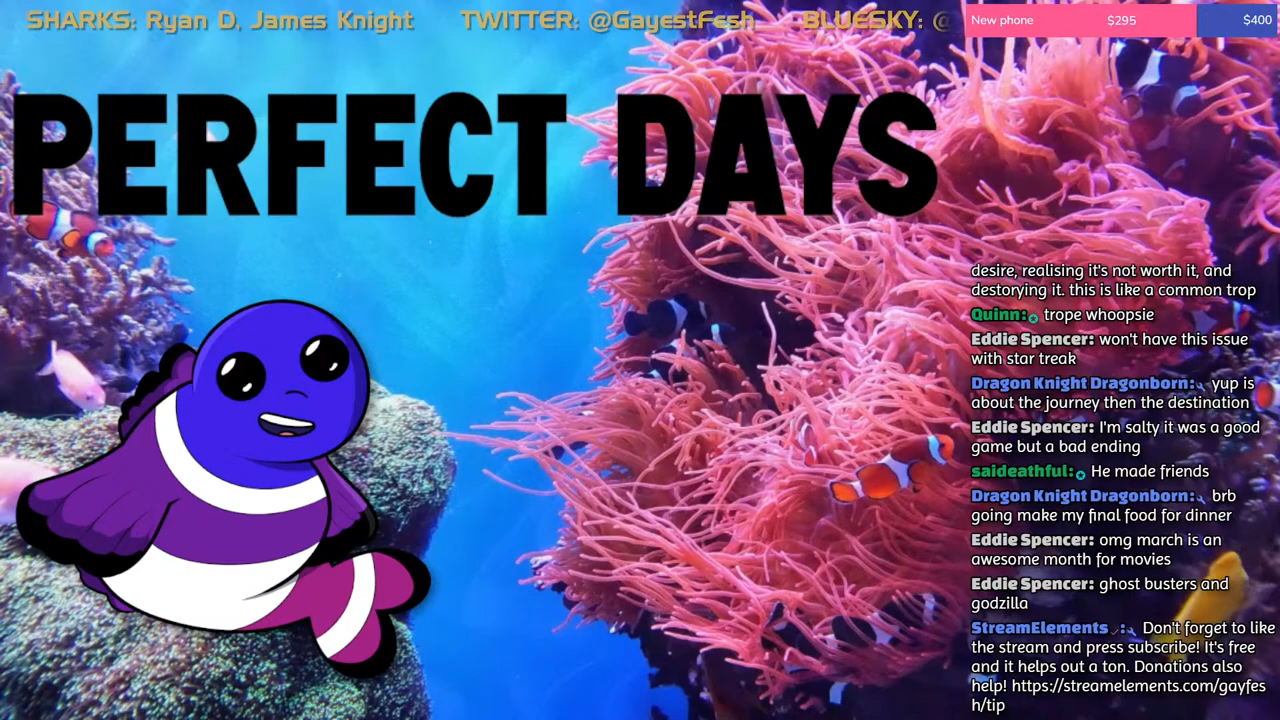 SHARKS: Ryan D, James Knight TWITTER: @GayestFesh BLUESKY: @
New phone $295 $400
PERFECT DAYS
desire, realising it's not worth it, and
destorying it. this is like a common trop
Quinn: trope whoopsie
Eddie Spencer: won't have this issue
with star treak
Dragon Knight Dragonborn: yup is
about the journey then the destination
Eddie Spencer: I'm salty it was a good
game but a bad ending
saideathful: He made friends
Dragon Knight Dragonborn: brb
going make my final food for dinner
Eddie Spencer: omg march is an
awesome month for movies
Eddie Spencer: ghost busters and
godzilla
StreamElements : Don't forget to like
the stream and press subscribe! It's free
and it helps out a ton. Donations also
help! https://streamelements.com/gayfes
h/tip